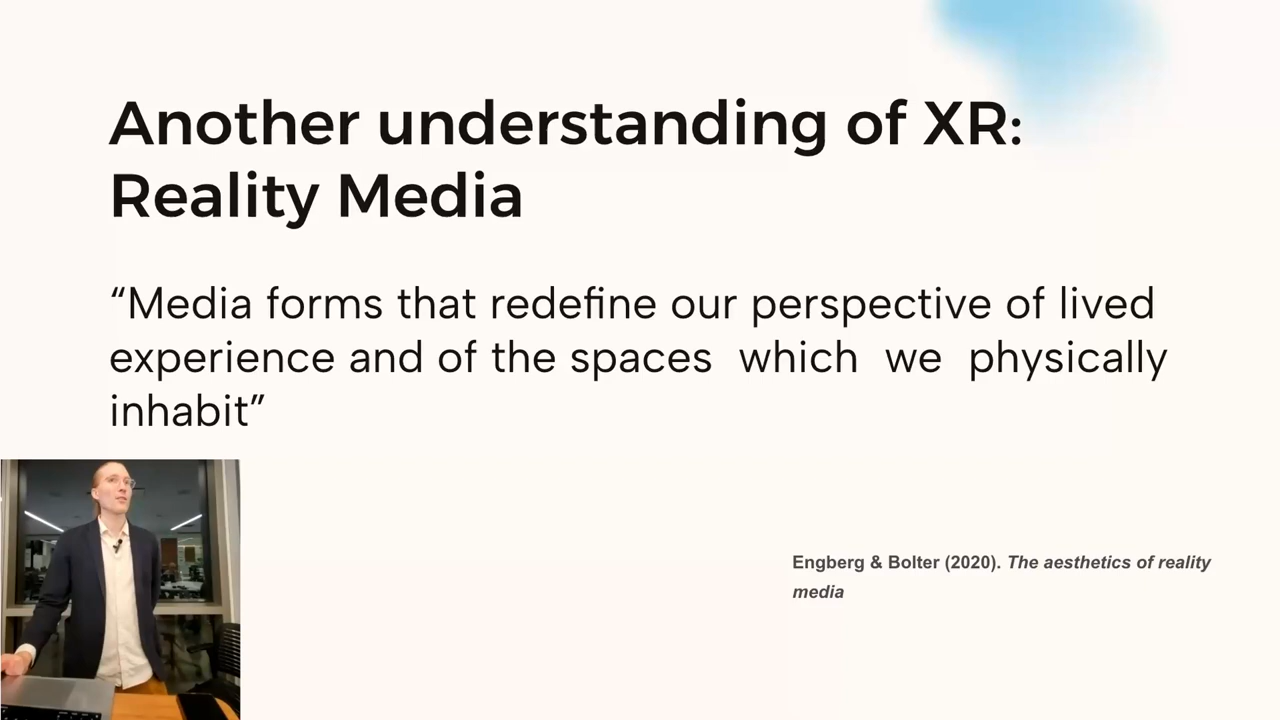 Another understanding of XR:
Reality Media
“Media forms that redefine our perspective of lived
experience and of the spaces which we physically
inhabit”
Engberg & Bolter (2020). The aesthetics of reality
media